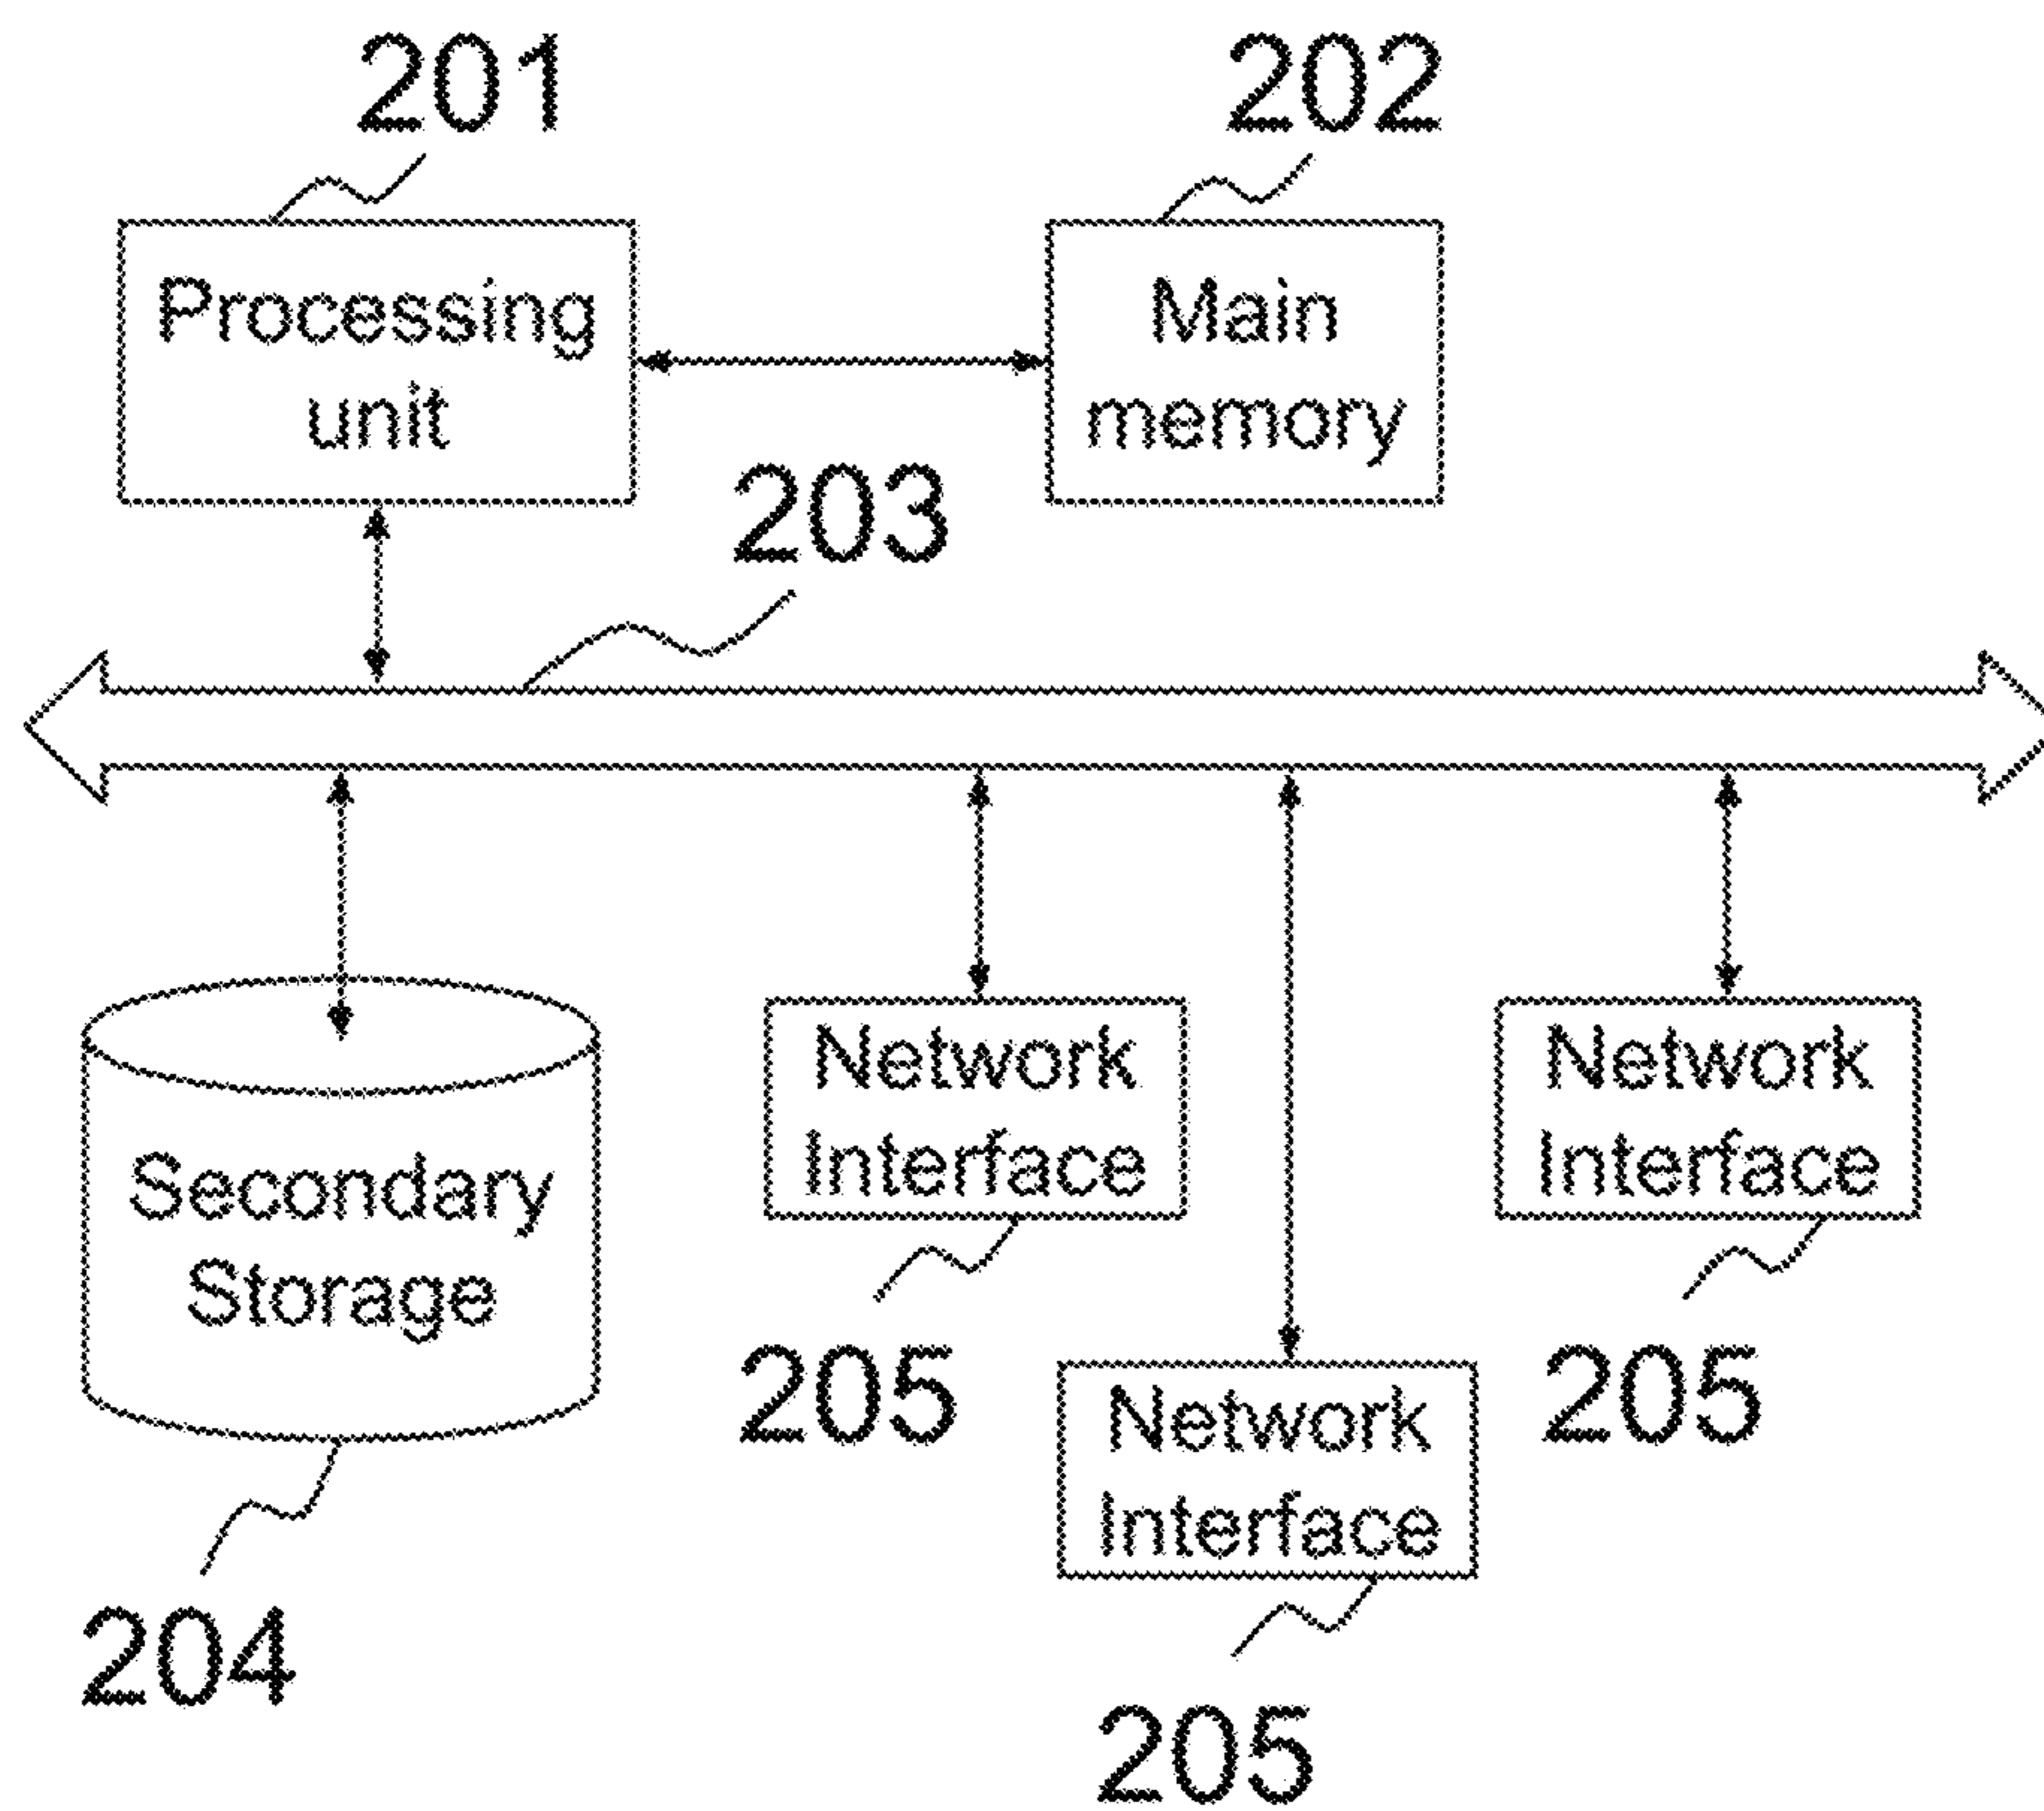 201
202
Processing
unit
Main
memory
203
Network
Interface
Network
Interface
Secondary
Storage
205
205
Network
Interface
204
205